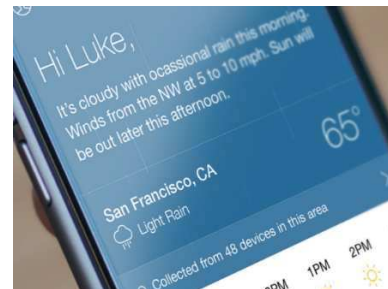 Hi Luke,
It's cloudy with ocassional rain this morning.
Winds from the NW at 5 to 10 mph. Sun will
be out later this afternoon.
San Francisco, CA
65°
Light Rain
Collected from 48 devices in this area
1PM
2PM